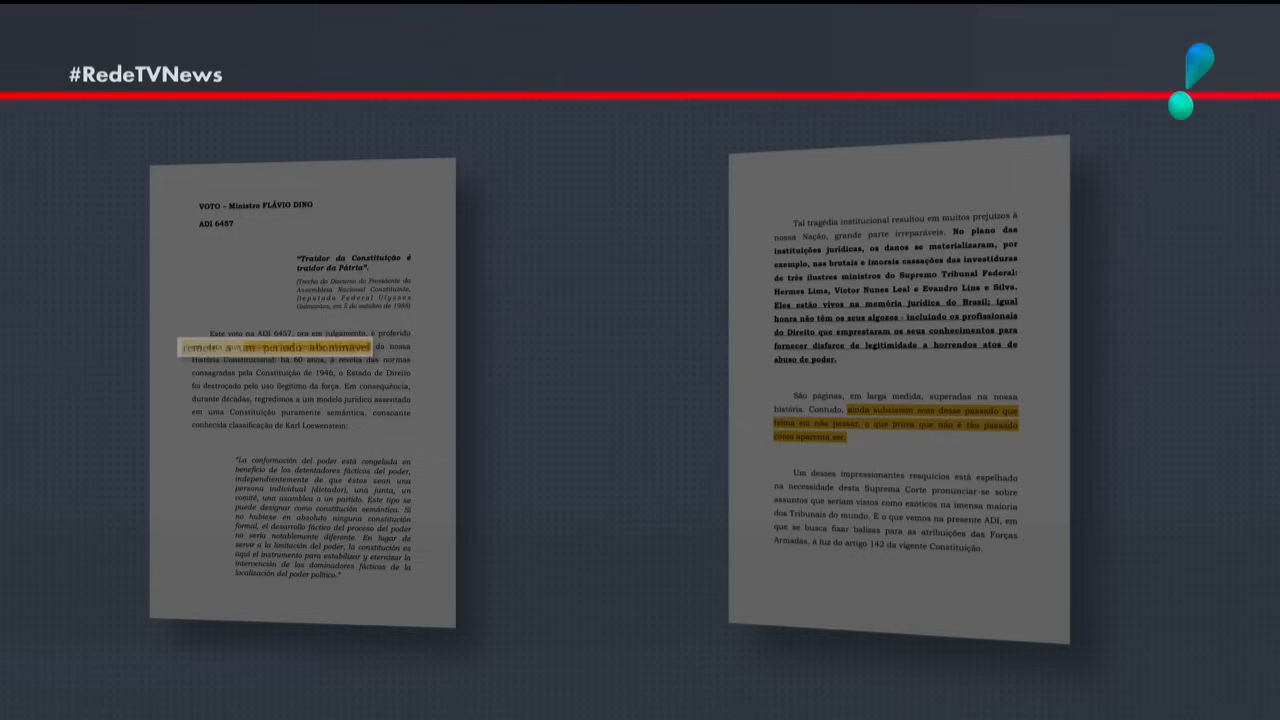 #RedeTVNews
VOTO – Ministro FLÁVIO DINO
ADI 6457
"Traidor da Constituição é
traidor da Pátria".
(Trecho do Discurso do Presidente da
Assembleia Nacional Constituinte,
Deputado Federal Ulysses
Guimarães, em 5 de outubro de 1988)
Este voto na ADI 6457, ora em julgamento, é proferido
remete a um período abominável da nossa
História Constitucional: há 60 anos, à revelia das normas
consagradas pela Constituição de 1946, o Estado de Direito
foi destroçado pelo uso ilegítimo da força. Em consequência,
durante décadas, regredimos a um modelo jurídico assentado
em uma Constituição puramente semântica, consoante
conhecida classificação de Karl Loewenstein:
"La conformación del poder está congelada en
beneficio de los detentadores fácticos del poder,
independientemente de que éstos sean una
persona individual (dictador), una junta, un
comité, una asamblea o un partido. Este tipo se
puede designar como constitución semántica. Si
no hubiese en absoluto ninguna constitución
formal, el desarrollo fáctico del proceso del poder
no sería notablemente diferente. En lugar de
servir a la limitación del poder, la constitución es
aquí el instrumento para estabilizar y eternizar la
intervención de los dominadores fácticos de la
localización del poder político."
Tal tragédia institucional resultou em muitos prejuízos à
nossa Nação, grande parte irreparáveis. No plano das
instituições jurídicas, os danos se materializaram, por
exemplo, nas brutais e imorais cassações das investiduras
de três ilustres ministros do Supremo Tribunal Federal:
Hermes Lima, Victor Nunes Leal e Evandro Lins e Silva.
Eles estão vivos na memória jurídica do Brasil; igual
honra não têm os seus algozes - incluindo os profissionais
do Direito que emprestaram os seus conhecimentos para
fornecer disfarce de legitimidade a horrendos atos de
abuso de poder.
São páginas, em larga medida, superadas na nossa
história. Contudo, ainda subsistem ecos desse passado que
teima em não passar, o que prova que não é tão passado
como aparenta ser.
Um desses impressionantes resquícios está espelhado
na necessidade desta Suprema Corte pronunciar-se sobre
assuntos que seriam vistos como exóticos na imensa maioria
dos Tribunais do mundo. É o que vemos na presente ADI, em
que se busca fixar balizas para as atribuições das Forças
Armadas, à luz do artigo 142 da vigente Constituição.